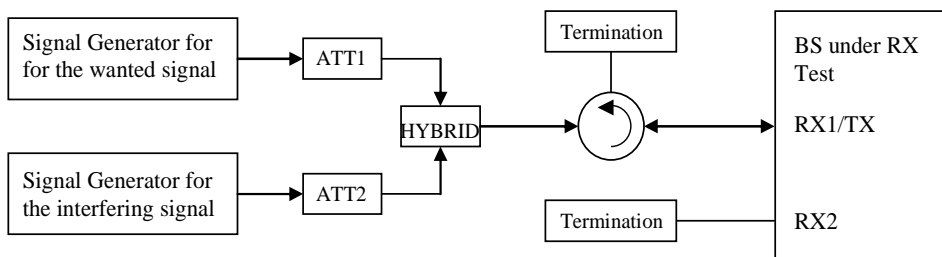 Signal Generator for
for the wanted signal
ATT1
HYBRID
Signal Generator for
the interfering signal
ATT2
Termination
Termination
BS under RX
Test
RX1/TX
RX2